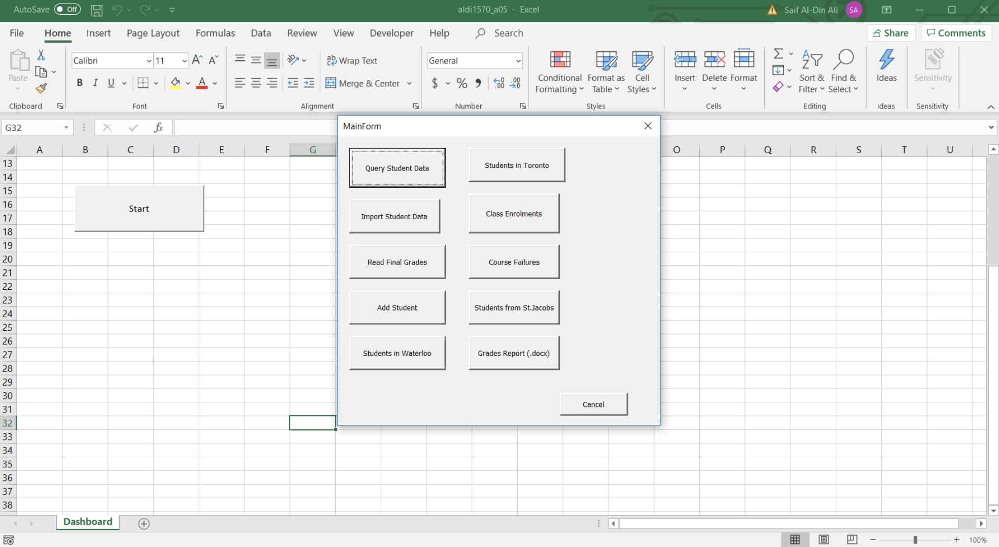 AutoSave Off aldi1570_a05 - Excel Saif Al-Din Ali SA
File Home Insert Page Layout Formulas Data Review View Developer Help Search Share Comments
Calibri 11 ab Wrap Text General
Paste B I U A Merge & Center $ % Conditional Formatting Format as Table Cell Styles Insert Delete Format Sort & Filter Find & Select Ideas Sensitivity
Clipboard Font Alignment Number Styles Cells Editing Ideas Sensitivity
G32 fx
A B C D E F G O P Q R S T U
13
14
15
16
17
18
19
20
21
22
23
24
25
26
27
28
29
30
31
32
33
34
35
36
37
38
Start
MainForm
Query Student Data
Students in Toronto
Import Student Data
Class Enrolments
Read Final Grades
Course Failures
Add Student
Students from St.Jacobs
Students in Waterloo
Grades Report (.docx)
Cancel
Dashboard
100%